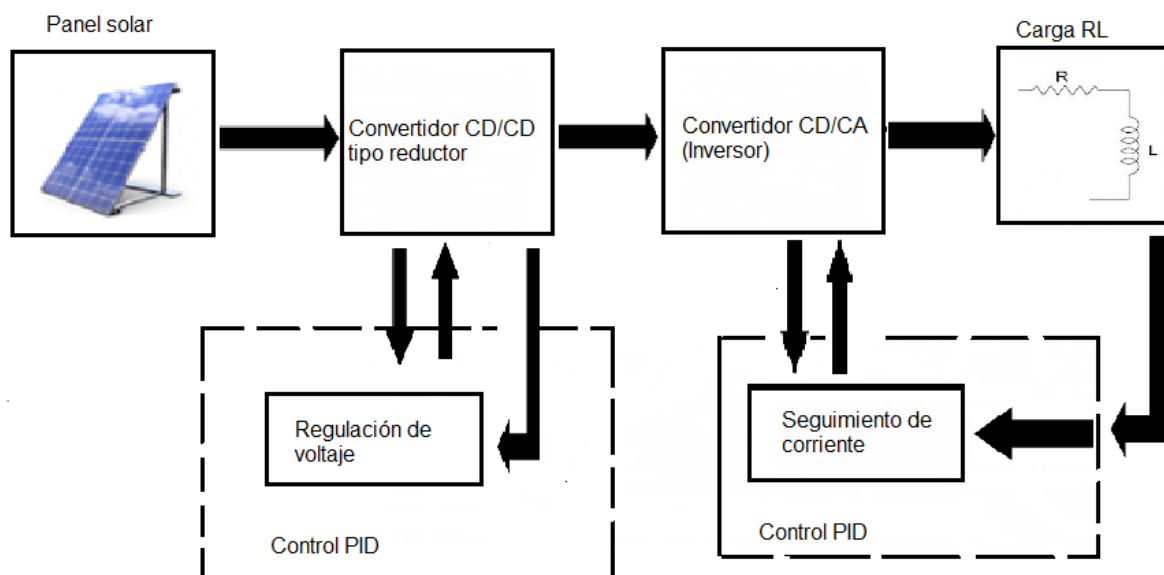 Panel solar
Carga RL
Convertidor CD/CD
tipo reductor
Convertidor CD/CA
(Inversor)
R
L
Regulación de
voltaje
Seguimiento de
corriente
Control PID
Control PID